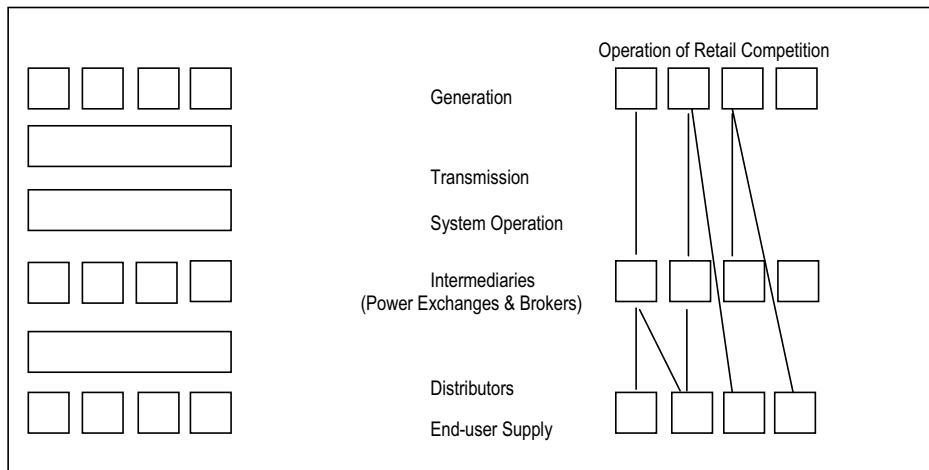 Operation of Retail Competition
Generation
Transmission
System Operation
Intermediaries
(Power Exchanges & Brokers)
Distributors
End-user Supply